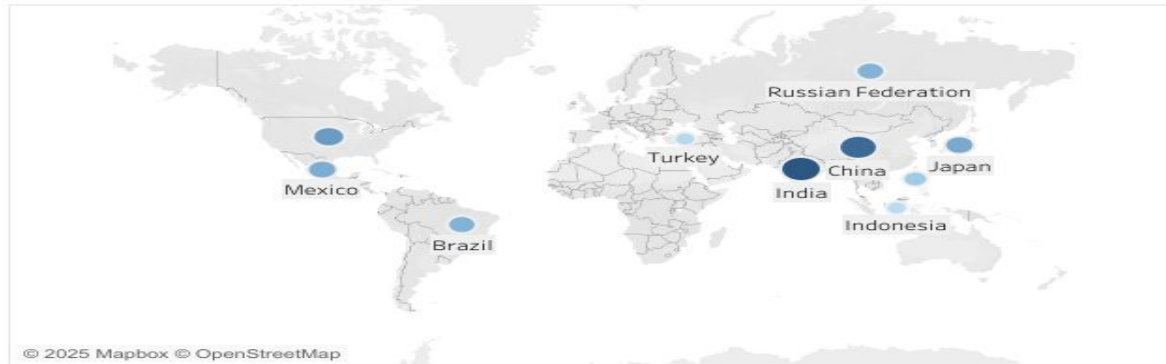 Russian Federation
Turkey
Japan
China
Mexico
India
Indonesia
Brazil
© 2025 Mapbox © OpenStreetMap